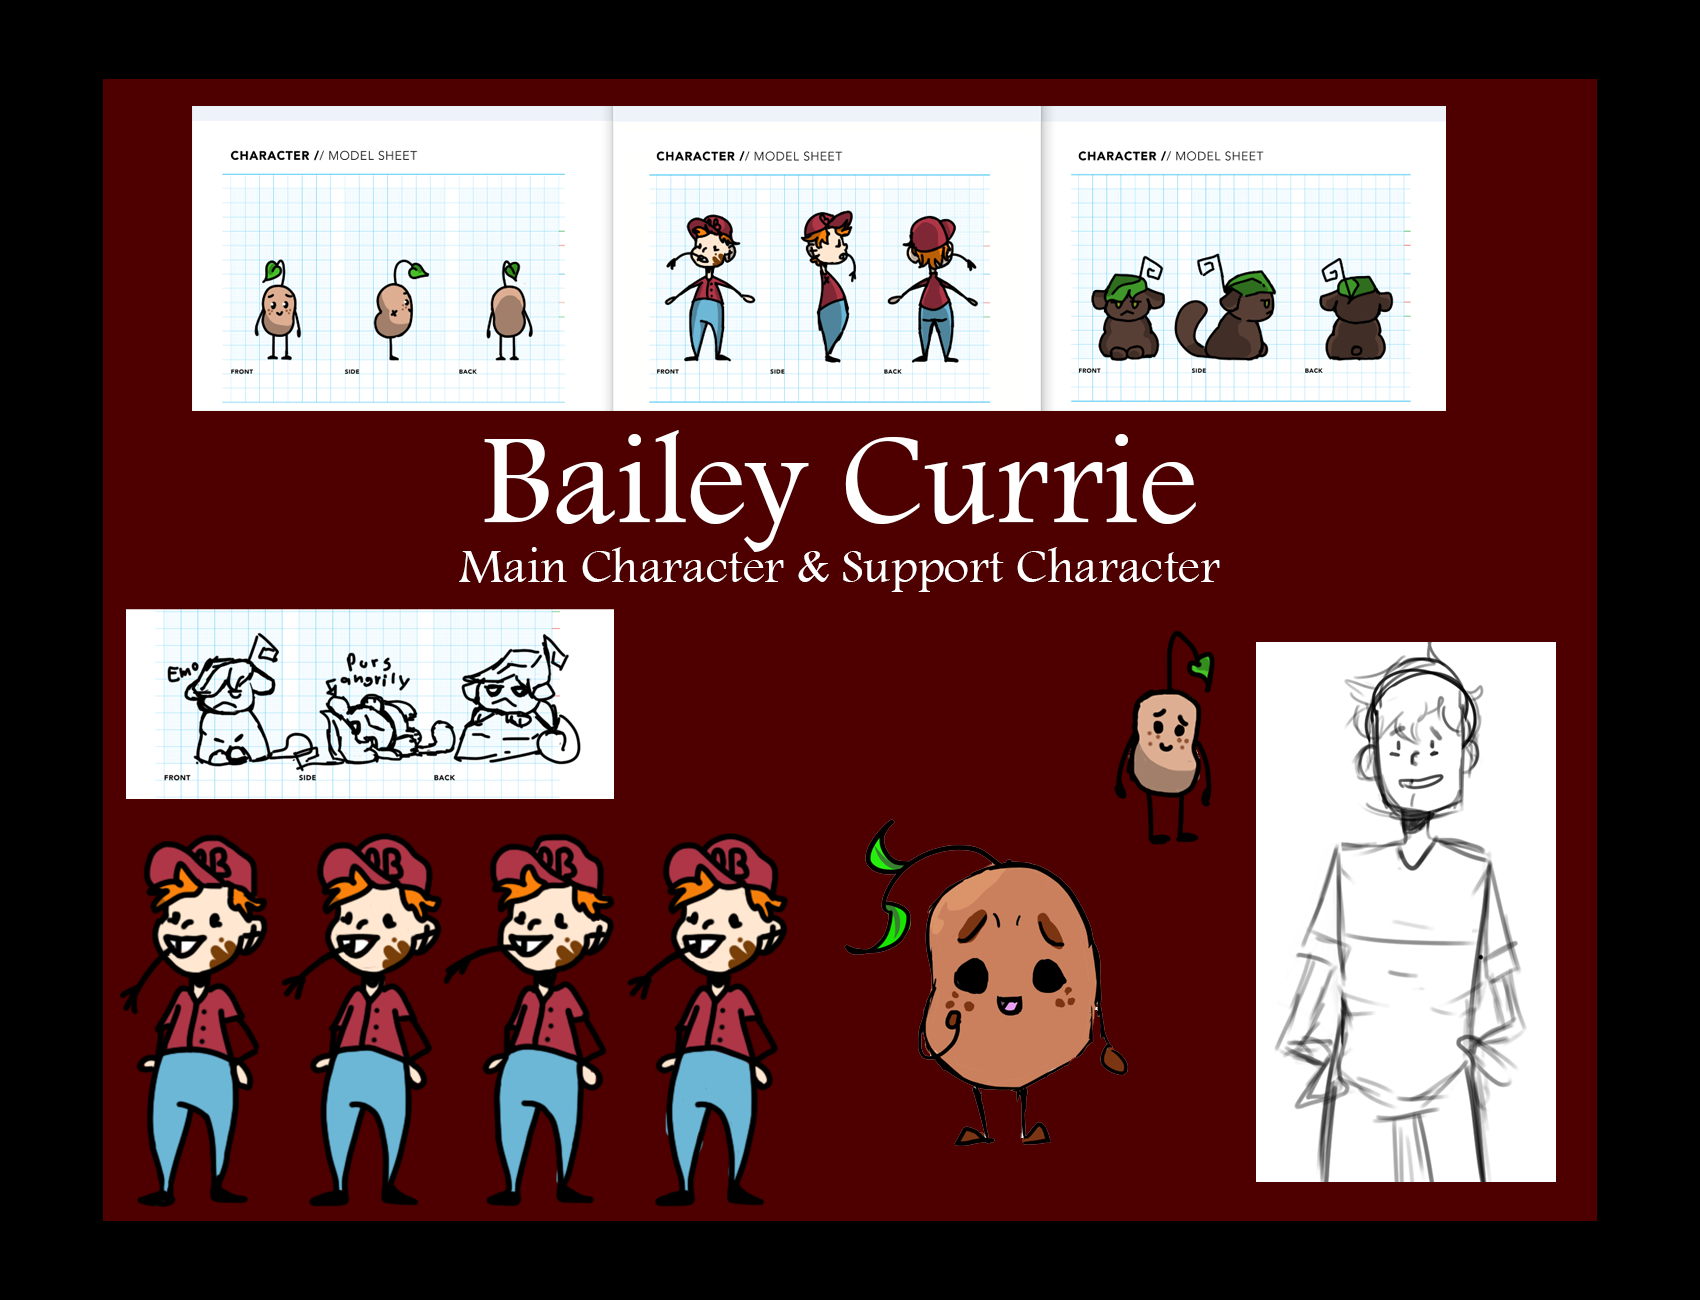 CHARACTER // MODEL SHEET
FRONT SIDE BACK
CHARACTER // MODEL SHEET
FRONT SIDE BACK
CHARACTER // MODEL SHEET
FRONT SIDE BACK
Bailey Currie
Main Character & Support Character
Emo
Purs
angrily
FRONT SIDE BACK